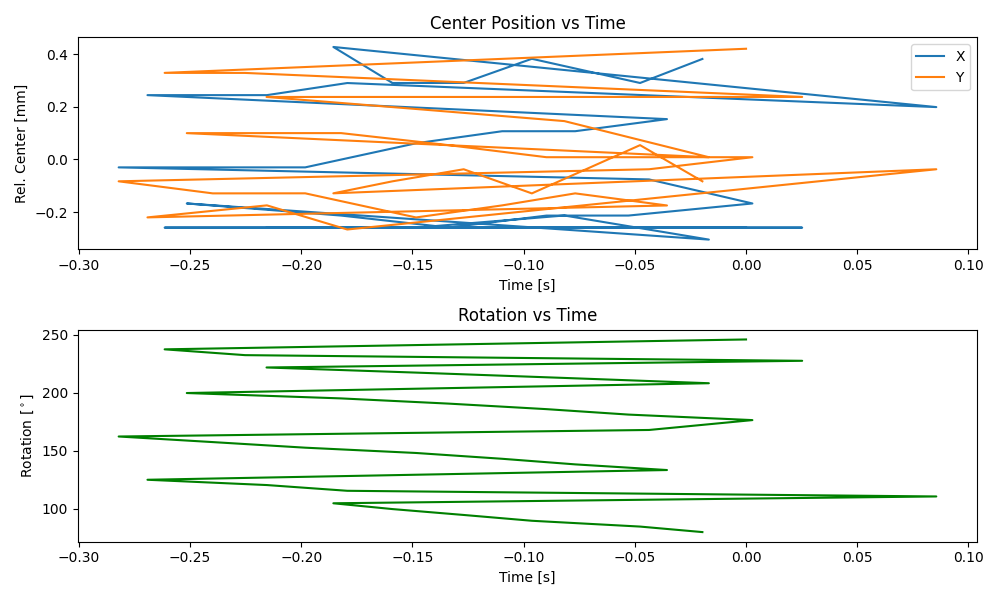 Center Position vs Time
Rel. Center [mm]
0.4
0.2
0.0
−0.2
X
Y
−0.30 −0.25 −0.20 −0.15 −0.10 −0.05 0.00 0.05 0.10
Time [s]
Rotation vs Time
Rotation [°]
250
200
150
100
−0.30 −0.25 −0.20 −0.15 −0.10 −0.05 0.00 0.05 0.10
Time [s]